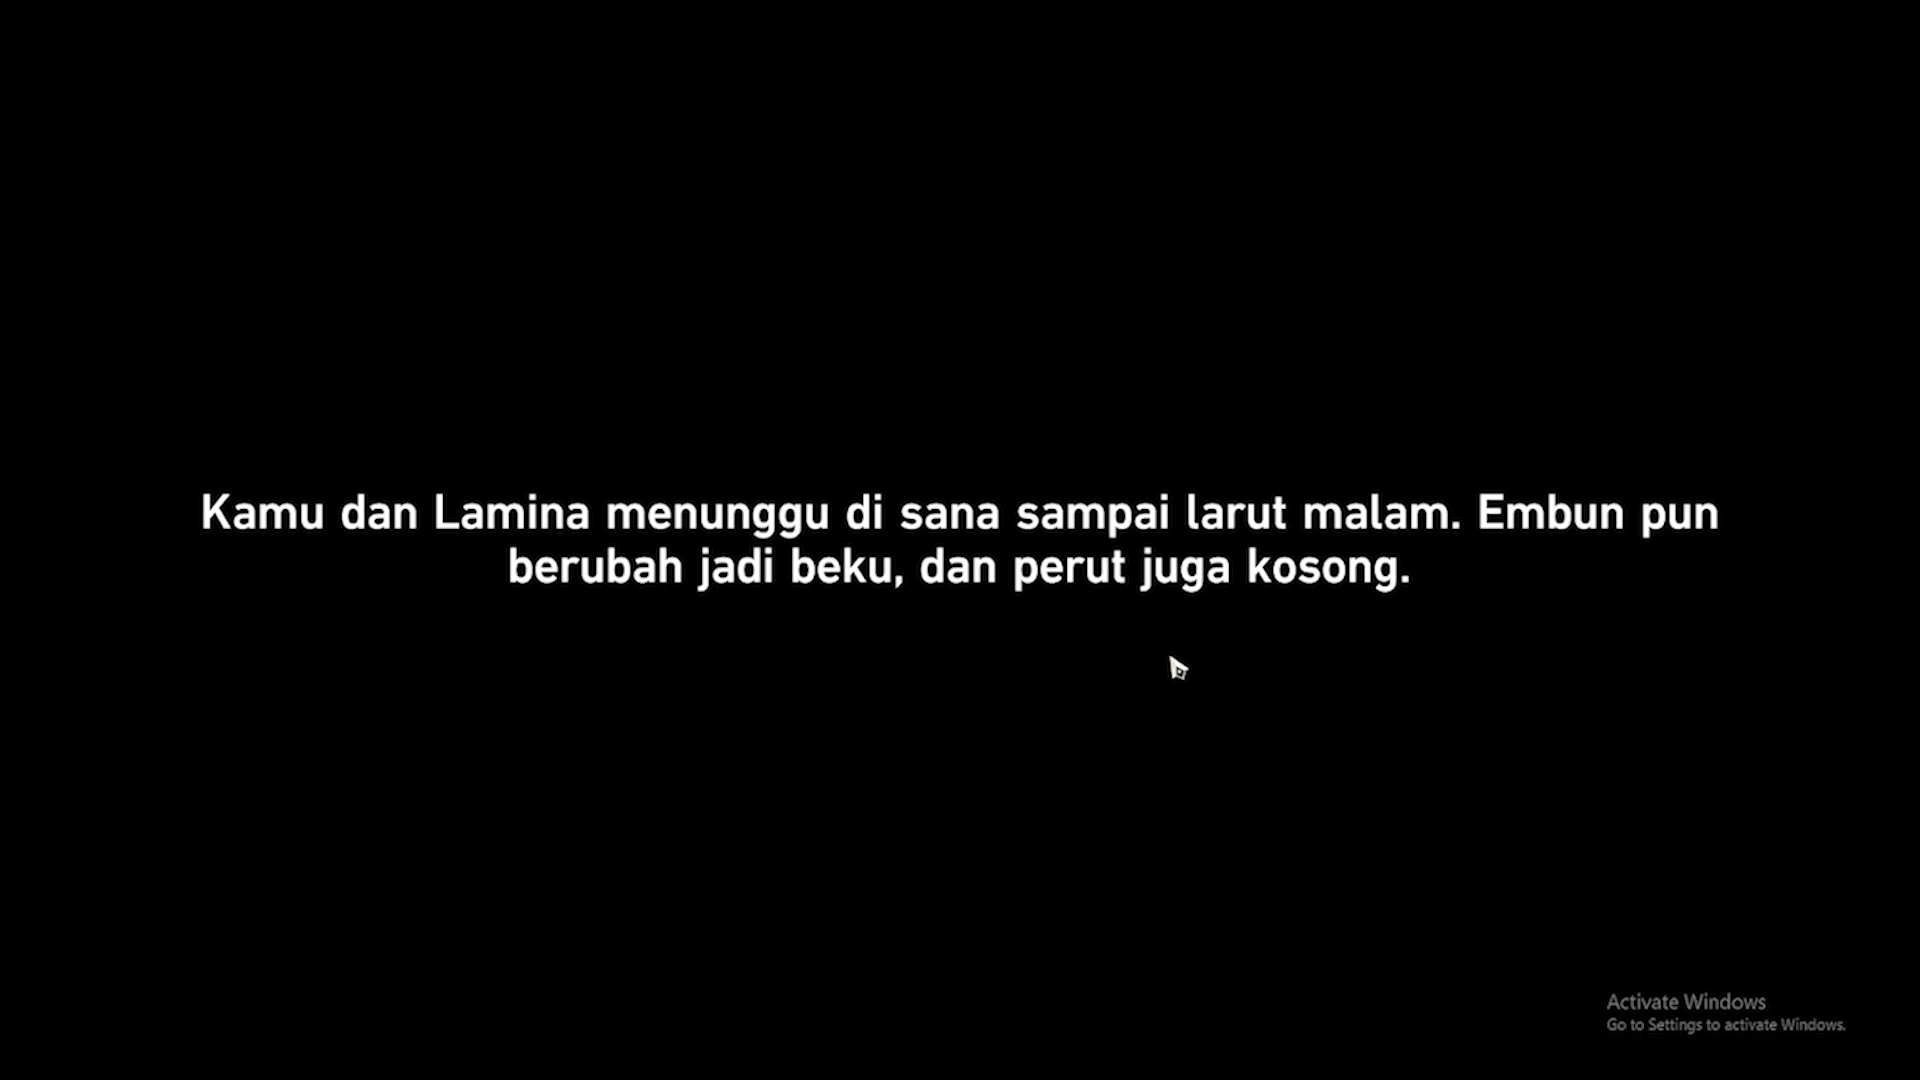 Kamu dan Lamina menunggu di sana sampai larut malam. Embun pun
berubah jadi beku, dan perut juga kosong.
Activate Windows
Go to Settings to activate Windows.